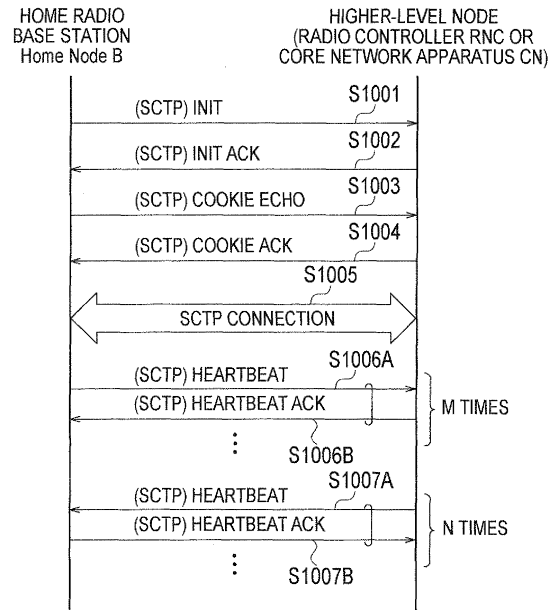 HOME RADIO
BASE STATION
Home Node B
HIGHER-LEVEL NODE
(RADIO CONTROLLER RNC OR
CORE NETWORK APPARATUS CN)
S1001
(SCTP) INIT
S1002
(SCTP) INIT ACK
S1003
(SCTP) COOKIE ECHO
S1004
(SCTP) COOKIE ACK
S1005
SCTP CONNECTION
S1006A
(SCTP) HEARTBEAT
(SCTP) HEARTBEAT ACK
M TIMES
S1006B
S1007A
(SCTP) HEARTBEAT
(SCTP) HEARTBEAT ACK
N TIMES
S1007B